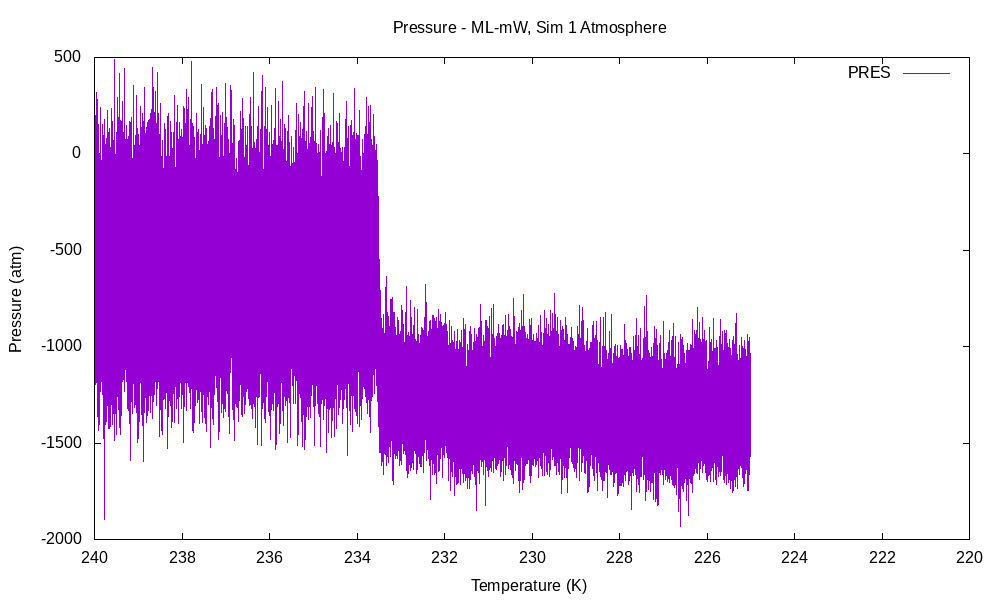 Pressure - ML-mW, Sim 1 Atmosphere
PRES
500
0
-500
-1000
-1500
-2000
Pressure (atm)
240 238 236 234 232 230 228 226 224 222 220
Temperature (K)